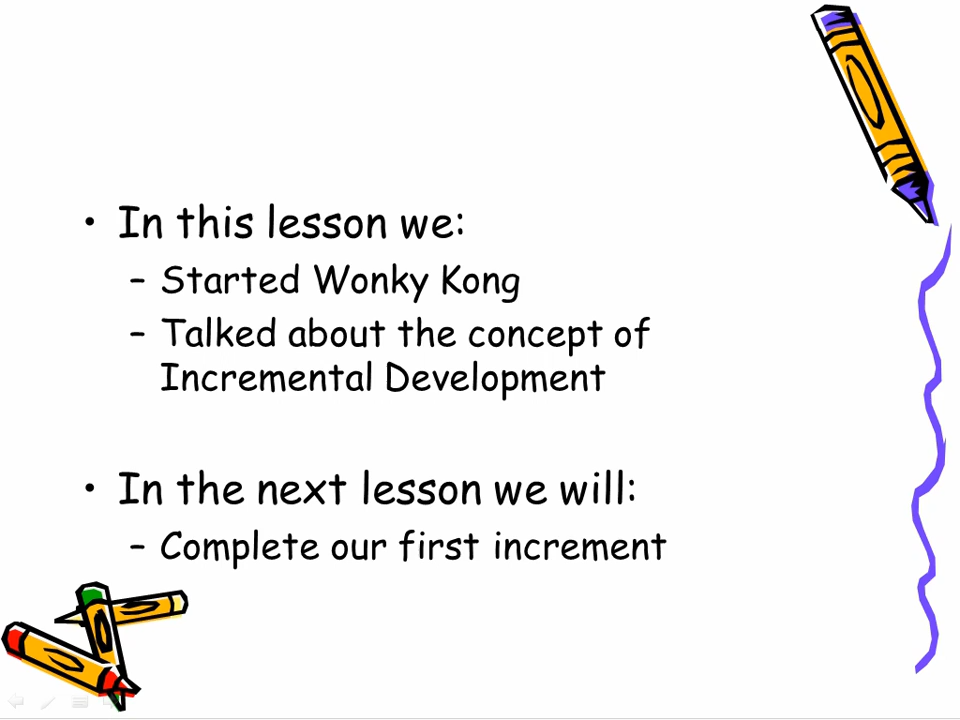 • In this lesson we:
– Started Wonky Kong
– Talked about the concept of
Incremental Development
• In the next lesson we will:
– Complete our first increment